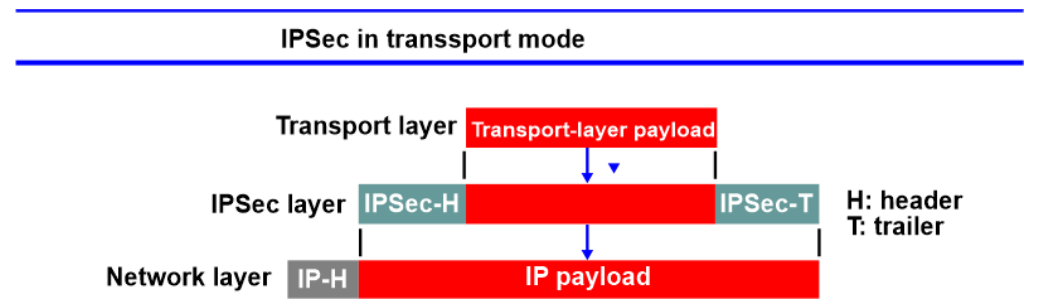 IPSec in transsport mode
Transport layer Transport-layer payload
IPSec layer IPSec-H IPSec-T H: header
T: trailer
Network layer IP-H IP payload